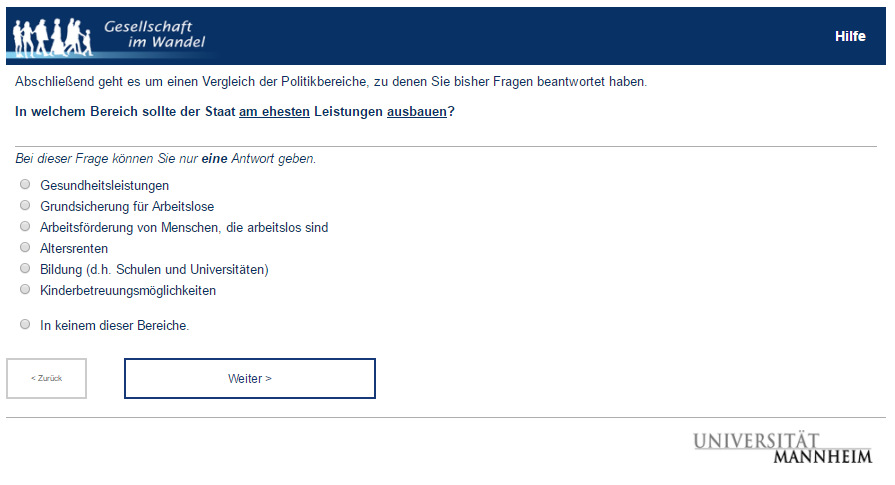 Gesellschaft
im Wandel
Hilfe
Abschließend geht es um einen Vergleich der Politikbereiche, zu denen Sie bisher Fragen beantwortet haben.
In welchem Bereich sollte der Staat am ehesten Leistungen ausbauen?
Bei dieser Frage können Sie nur eine Antwort geben.
Gesundheitsleistungen
Grundsicherung für Arbeitslose
Arbeitsförderung von Menschen, die arbeitslos sind
Altersrenten
Bildung (d.h. Schulen und Universitäten)
Kinderbetreuungsmöglichkeiten
In keinem dieser Bereiche.
< Zurück
Weiter >
UNIVERSITÄT
MANNHEIM